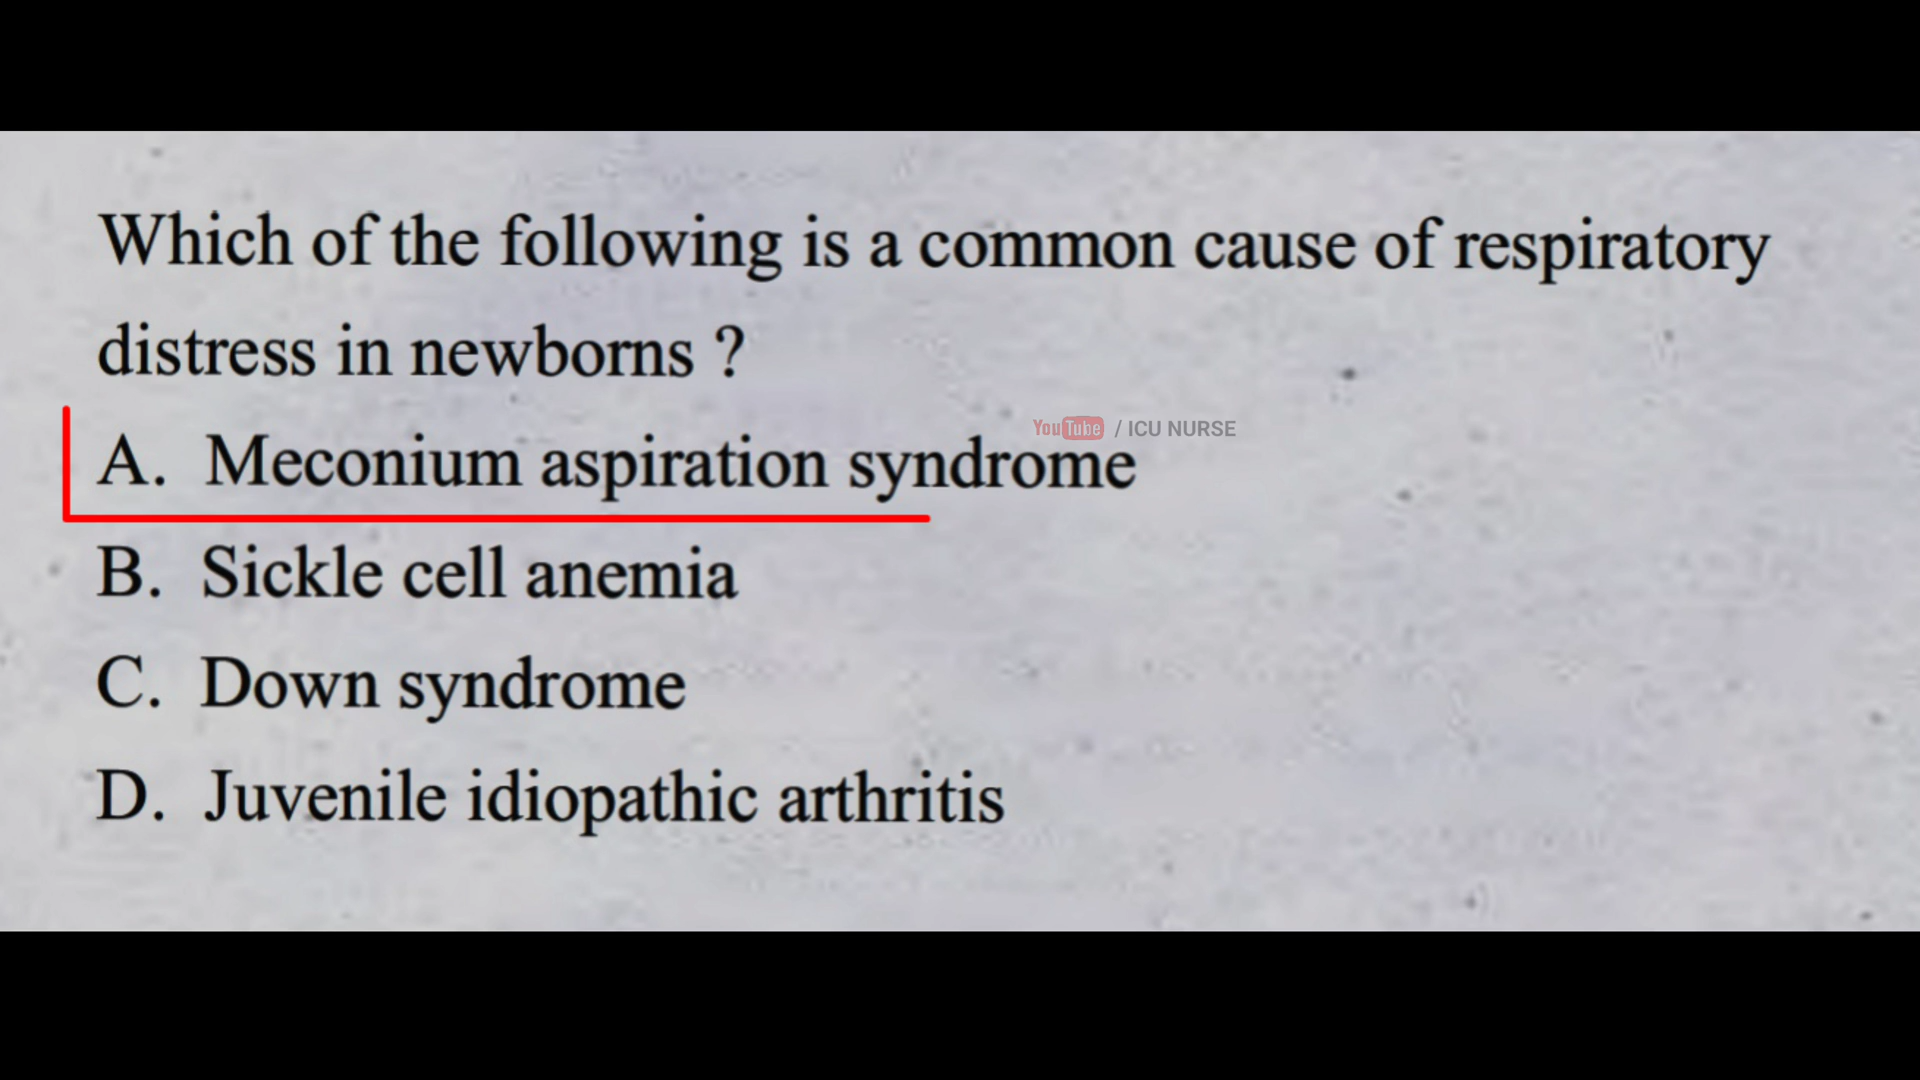 Which of the following is a common cause of respiratory
distress in newborns ?
YouTube / ICU NURSE
A. Meconium aspiration syndrome
B. Sickle cell anemia
C. Down syndrome
D. Juvenile idiopathic arthritis